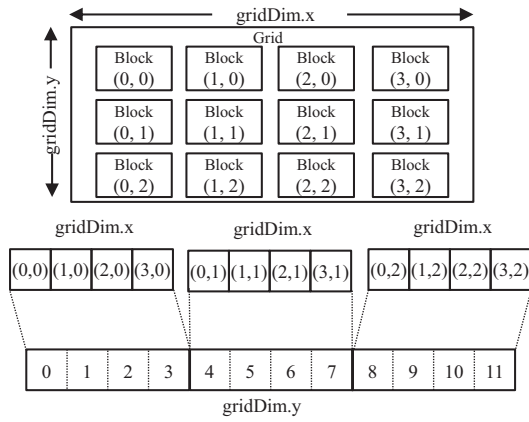 gridDim.x
gridDim.y
Grid
Block Block Block Block
(0, 0) (1, 0) (2, 0) (3, 0)
Block Block Block Block
(0, 1) (1, 1) (2, 1) (3, 1)
Block Block Block Block
(0, 2) (1, 2) (2, 2) (3, 2)
gridDim.x gridDim.x gridDim.x
(0,0) (1,0) (2,0) (3,0) (0,1) (1,1) (2,1) (3,1) (0,2) (1,2) (2,2) (3,2)
0 1 2 3 4 5 6 7 8 9 10 11
gridDim.y